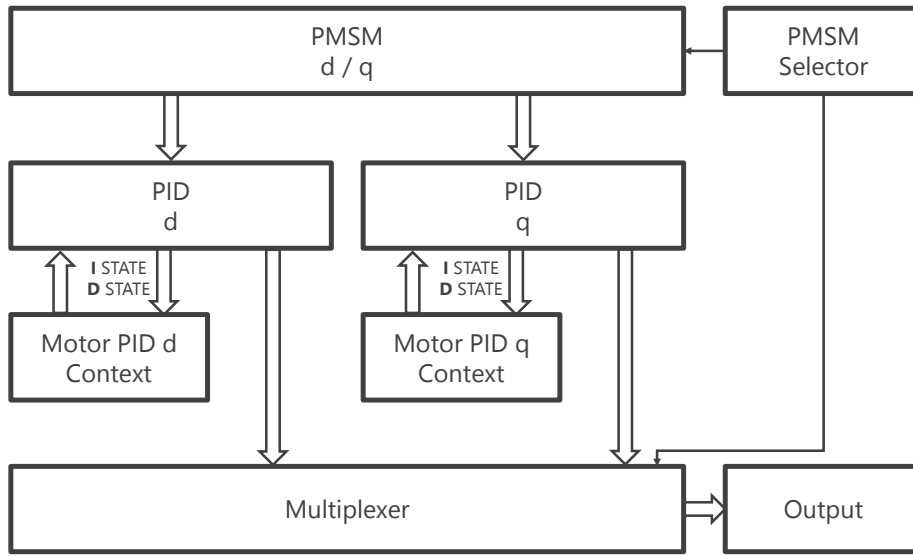 PMSM
d / q
PMSM
Selector
PID
d
PID
q
I STATE
D STATE
I STATE
D STATE
Motor PID d
Context
Motor PID q
Context
Multiplexer
Output